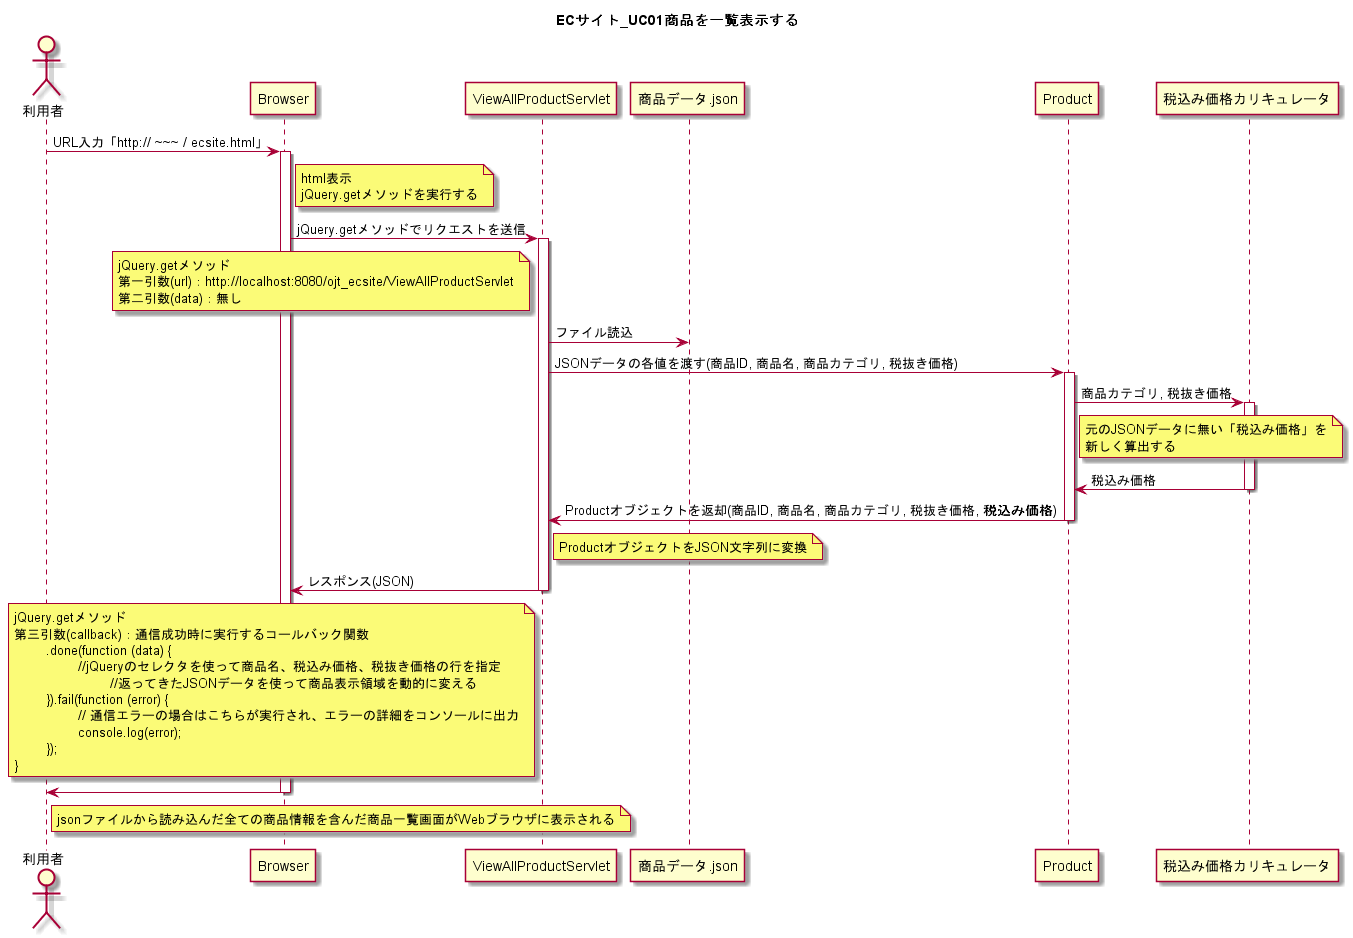 ECサイト_UC01商品を一覧表示する
利用者
Browser
ViewAllProductServlet
商品データ.json
Product
税込み価格カリキュレータ
URL入力「http:// ~~~ / ecsite.html」
html表示
jQuery.getメソッドを実行する
jQuery.getメソッドでリクエストを送信
jQuery.getメソッド
第一引数(url) : http://localhost:8080/ojt_ecsite/ViewAllProductServlet
第二引数(data) : 無し
ファイル読込
JSONデータの各値を渡す(商品ID, 商品名, 商品カテゴリ, 税抜き価格)
商品カテゴリ, 税抜き価格
元のJSONデータに無い「税込み価格」を
新しく算出する
税込み価格
Productオブジェクトを返却(商品ID, 商品名, 商品カテゴリ, 税抜き価格, 税込み価格)
ProductオブジェクトをJSON文字列に変換
レスポンス(JSON)
jQuery.getメソッド
第三引数(callback) : 通信成功時に実行するコールバック関数
.done(function (data) {
//jQueryのセレクタを使って商品名、税込み価格、税抜き価格の行を指定
//返ってきたJSONデータを使って商品表示領域を動的に変える
}).fail(function (error) {
// 通信エラーの場合はこちらが実行され、エラーの詳細をコンソールに出力
console.log(error);
});
}
jsonファイルから読み込んだ全ての商品情報を含んだ商品一覧画面がWebブラウザに表示される
利用者
Browser
ViewAllProductServlet
商品データ.json
Product
税込み価格カリキュレータ